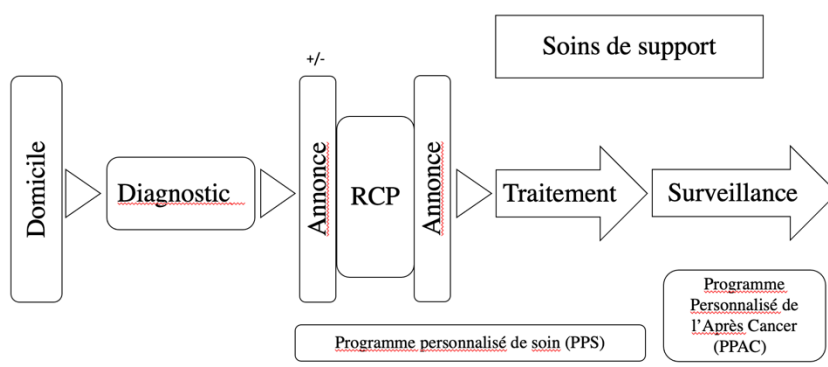 Soins de support
+/-
Domicile
Diagnostic
Annonce
RCP
Annonce
Traitement
Surveillance
Programme
Personnalisé de
l'Après Cancer
(PPAC)
Programme personnalisé de soin (PPS)